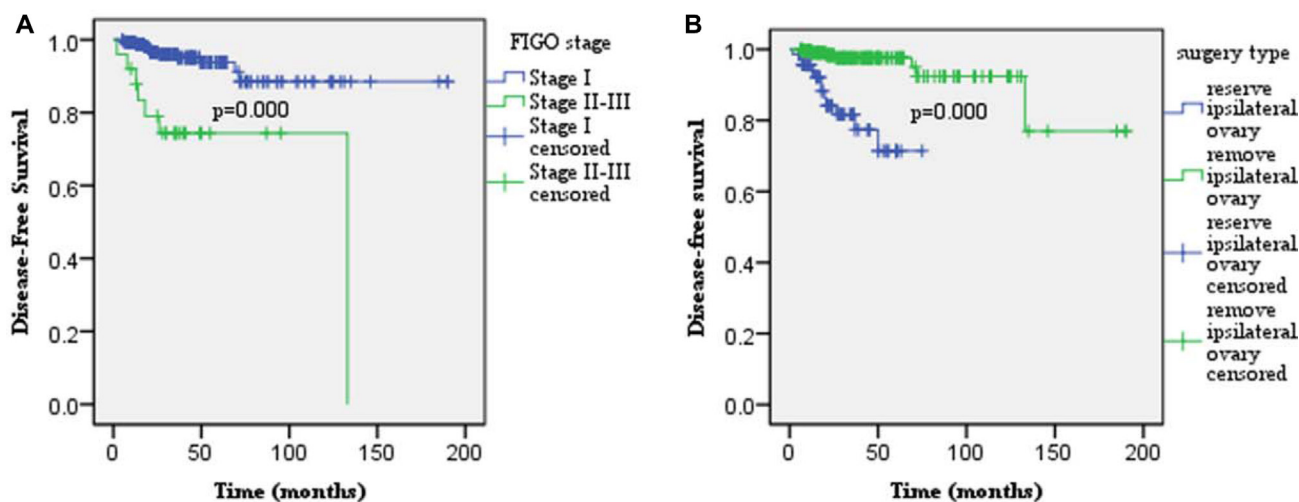 A
Disease-Free Survival
1.0
0.8
0.6
0.4
0.2
0.0
p=0.000
0 50 100 150 200
Time (months)
FIGO stage
Stage I
Stage II-III
Stage I
censored
Stage II-III
censored
B
Disease-free survival
1.0
0.8
0.6
0.4
0.2
0.0
p=0.000
0 50 100 150 200
Time (months)
surgery type
reserve
ipsilateral
ovary
remove
ipsilateral
ovary
reserve
ipsilateral
ovary
censored
remove
ipsilateral
ovary
censored